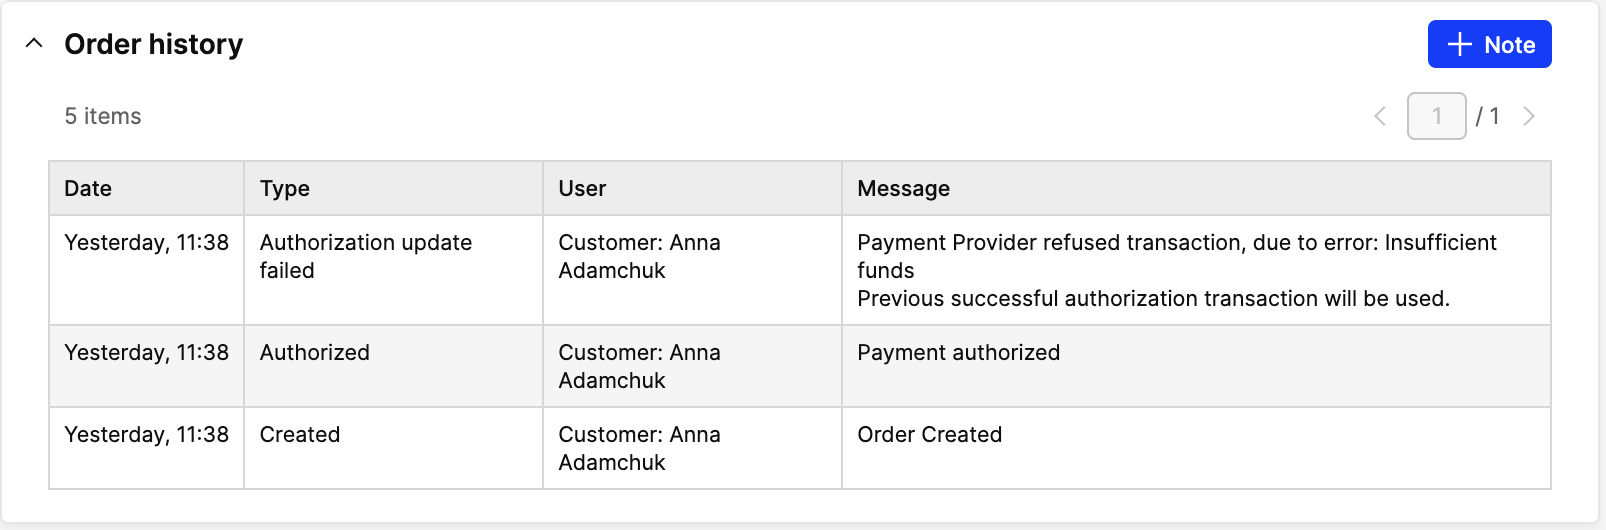 Order history
+ Note
5 items
1 / 1
Date Type User Message
Yesterday, 11:38 Authorization update Customer: Anna Payment Provider refused transaction, due to error: Insufficient
failed Adamchuk funds
Previous successful authorization transaction will be used.
Yesterday, 11:38 Authorized Customer: Anna Payment authorized
Adamchuk
Yesterday, 11:38 Created Customer: Anna Order Created
Adamchuk